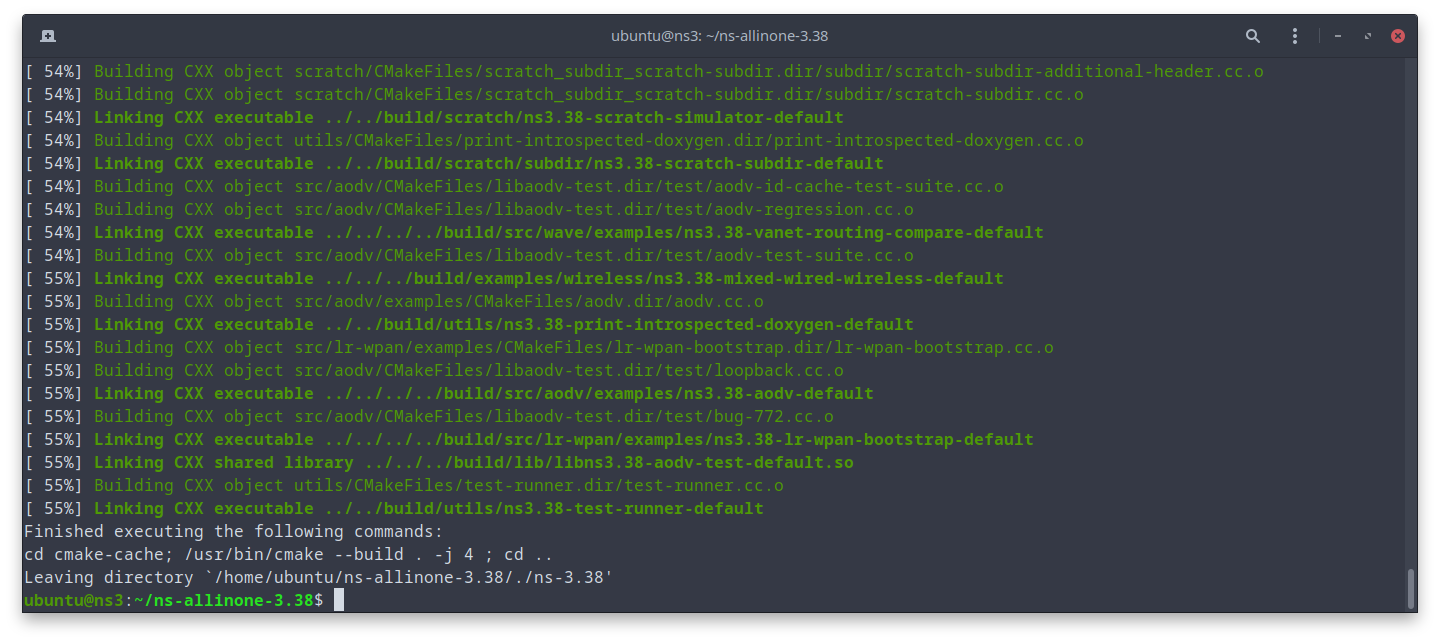 ubuntu@ns3: ~/ns-allinone-3.38
[ 54%] Building CXX object scratch/CMakeFiles/scratch_subdir_scratch-subdir.dir/subdir/scratch-subdir-additional-header.cc.o
[ 54%] Building CXX object scratch/CMakeFiles/scratch_subdir_scratch-subdir.dir/subdir/scratch-subdir.cc.o
[ 54%] Linking CXX executable ../../build/scratch/ns3.38-scratch-simulator-default
[ 54%] Building CXX object utils/CMakeFiles/print-introspected-doxygen.dir/print-introspected-doxygen.cc.o
[ 54%] Linking CXX executable ../../build/scratch/subdir/ns3.38-scratch-subdir-default
[ 54%] Building CXX object src/aodv/CMakeFiles/libaodv-test.dir/test/aodv-id-cache-test-suite.cc.o
[ 54%] Building CXX object src/aodv/CMakeFiles/libaodv-test.dir/test/aodv-regression.cc.o
[ 54%] Linking CXX executable ../../../../build/src/wave/examples/ns3.38-vanet-routing-compare-default
[ 54%] Building CXX object src/aodv/CMakeFiles/libaodv-test.dir/test/aodv-test-suite.cc.o
[ 55%] Linking CXX executable ../../../build/examples/wireless/ns3.38-mixed-wired-wireless-default
[ 55%] Building CXX object src/aodv/examples/CMakeFiles/aodv.dir/aodv.cc.o
[ 55%] Linking CXX executable ../../build/utils/ns3.38-print-introspected-doxygen-default
[ 55%] Building CXX object src/lr-wpan/examples/CMakeFiles/lr-wpan-bootstrap.dir/lr-wpan-bootstrap.cc.o
[ 55%] Building CXX object src/aodv/CMakeFiles/libaodv-test.dir/test/loopback.cc.o
[ 55%] Linking CXX executable ../../../../build/src/aodv/examples/ns3.38-aodv-default
[ 55%] Building CXX object src/aodv/CMakeFiles/libaodv-test.dir/test/bug-772.cc.o
[ 55%] Linking CXX executable ../../../../build/src/lr-wpan/examples/ns3.38-lr-wpan-bootstrap-default
[ 55%] Linking CXX shared library ../../../build/lib/libns3.38-aodv-test-default.so
[ 55%] Building CXX object utils/CMakeFiles/test-runner.dir/test-runner.cc.o
[ 55%] Linking CXX executable ../../build/utils/ns3.38-test-runner-default
Finished executing the following commands:
cd cmake-cache; /usr/bin/cmake --build . -j 4 ; cd ..
Leaving directory `/home/ubuntu/ns-allinone-3.38/./ns-3.38'
ubuntu@ns3:~/ns-allinone-3.38$